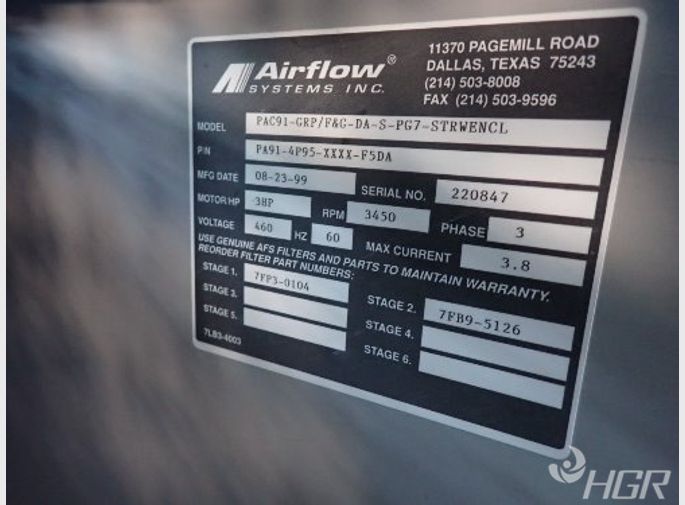 Airflow®
SYSTEMS INC.
11370 PAGEMILL ROAD
DALLAS, TEXAS 75243
(214) 503-8008
FAX (214) 503-9596
MODEL PAC91-GRP/F&G-DA-S-PG7-STRWENCL
P/N PA91-4P95-XXXX-F5DA
MFG DATE 08-23-99 SERIAL NO. 220847
MOTOR HP 3HP RPM 3450 PHASE 3
VOLTAGE 460 HZ 60 MAX CURRENT 3.8
USE GENUINE AFS FILTERS AND PARTS TO MAINTAIN WARRANTY.
REORDER FILTER PART NUMBERS:
STAGE 1. 7FP3-0104 STAGE 2. 7FB9-5126
STAGE 3. STAGE 4.
STAGE 5. STAGE 6.
7LB3-4003
HGR